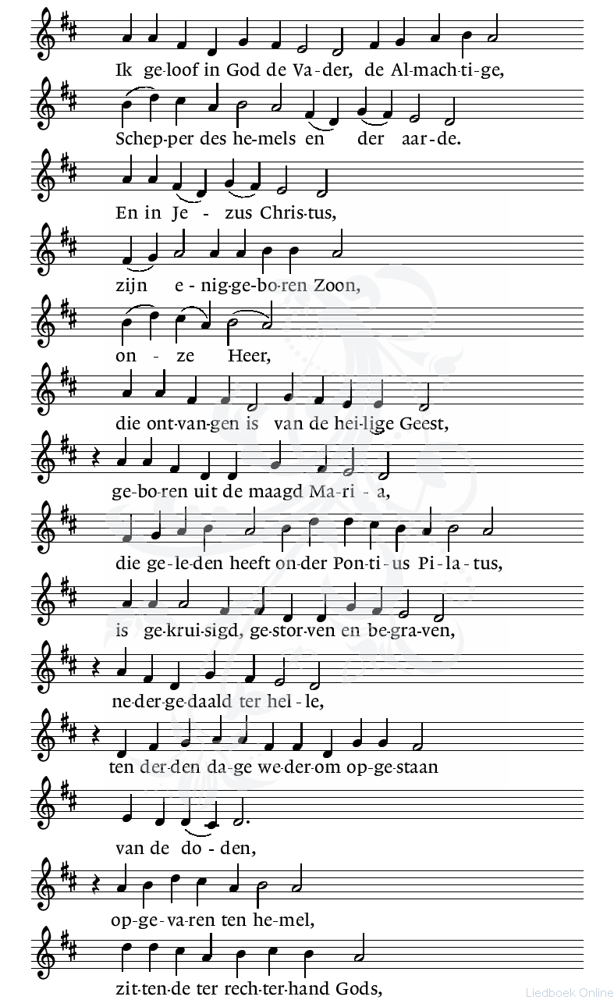 Ik ge-loof in God de Va-der, de Al-mach-ti-ge,
Schep-per des he-mels en der aar-de.
En in Je - zus Chris-tus,
zijn e-nig-ge-bo-ren Zoon,
on - ze Heer,
die ont-van-gen is van de hei-lige Geest,
ge-bo-ren uit de maagd Ma-ri-a,
die ge-le-den heeft on-der Pon-ti-us Pi-la-tus,
is ge-krui-sigd, ge-stor-ven en be-gra-ven,
ne-der-ge-daald ter hel-le,
ten der-den da-ge we-der-om op-ge-staan
van de do-den,
op-ge-va-ren ten he-mel,
zit-ten-de ter rech-ter-hand Gods,
Liedboek Online